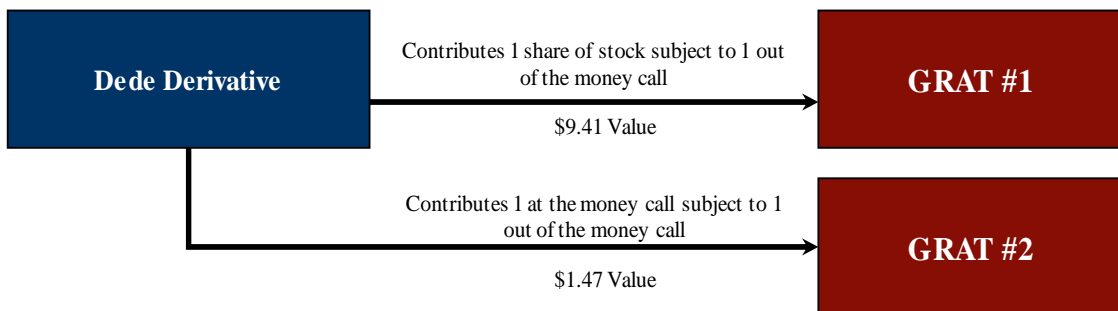 Dede Derivative
Contributes 1 share of stock subject to 1 out
of the money call
$9.41 Value
GRAT #1
Contributes 1 at the money call subject to 1
out of the money call
$1.47 Value
GRAT #2